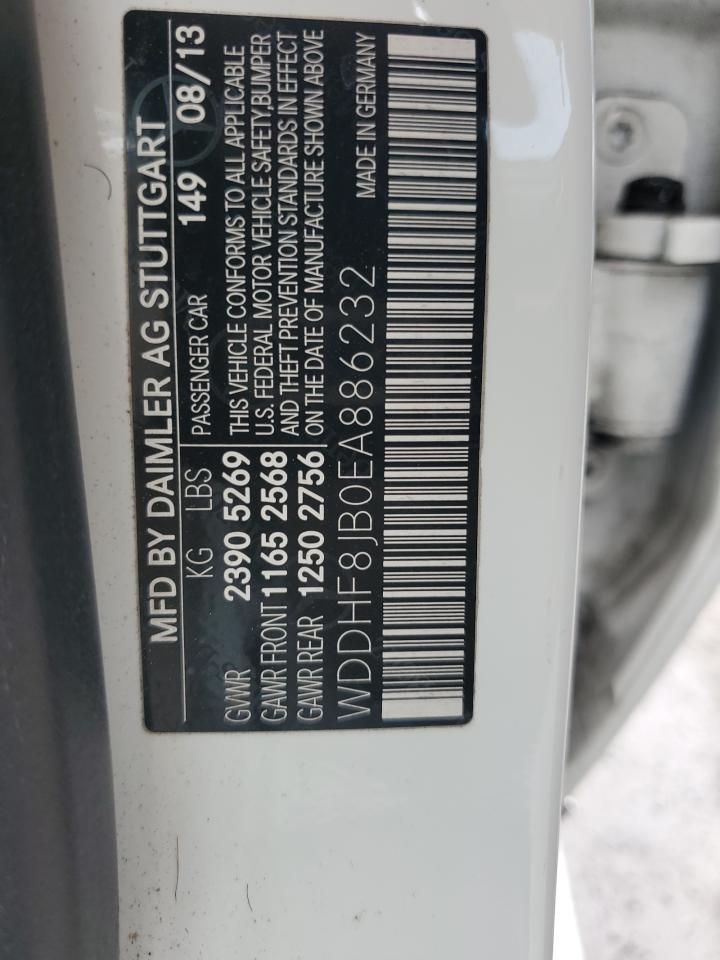 MFD BY DAIMLER AG STUTTGART
149 08/13
KG LBS PASSENGER CAR
GVWR 2390 5269 THIS VEHICLE CONFORMS TO ALL APPLICABLE
GAWR FRONT 1165 2568 U.S. FEDERAL MOTOR VEHICLE SAFETY,BUMPER
AND THEFT PREVENTION STANDARDS IN EFFECT
GAWR REAR 1250 2756 ON THE DATE OF MANUFACTURE SHOWN ABOVE
WDDHF8JB0EA886232 MADE IN GERMANY